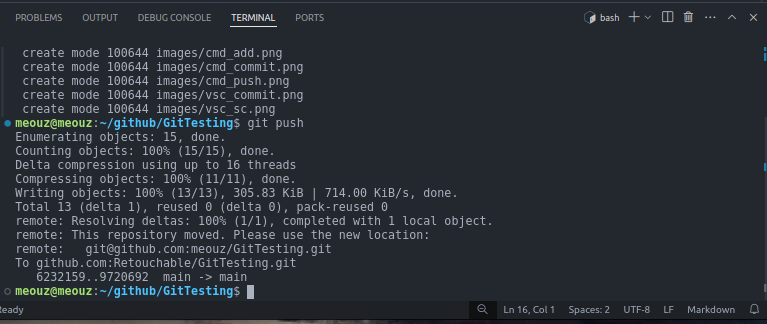 PROBLEMS OUTPUT DEBUG CONSOLE TERMINAL PORTS bash
create mode 100644 images/cmd_add.png
create mode 100644 images/cmd_commit.png
create mode 100644 images/cmd_push.png
create mode 100644 images/vsc_commit.png
create mode 100644 images/vsc_sc.png
meouz@meouz:~/github/GitTesting$ git push
Enumerating objects: 15, done.
Counting objects: 100% (15/15), done.
Delta compression using up to 16 threads
Compressing objects: 100% (11/11), done.
Writing objects: 100% (13/13), 305.83 KiB | 714.00 KiB/s, done.
Total 13 (delta 1), reused 0 (delta 0), pack-reused 0
remote: Resolving deltas: 100% (1/1), completed with 1 local object.
remote: This repository moved. Please use the new location:
remote:   git@github.com:meouz/GitTesting.git
To github.com:Retouchable/GitTesting.git
   6232159..9720692  main -> main
meouz@meouz:~/github/GitTesting$
Ready Ln 16, Col 1 Spaces: 2 UTF-8 LF Markdown